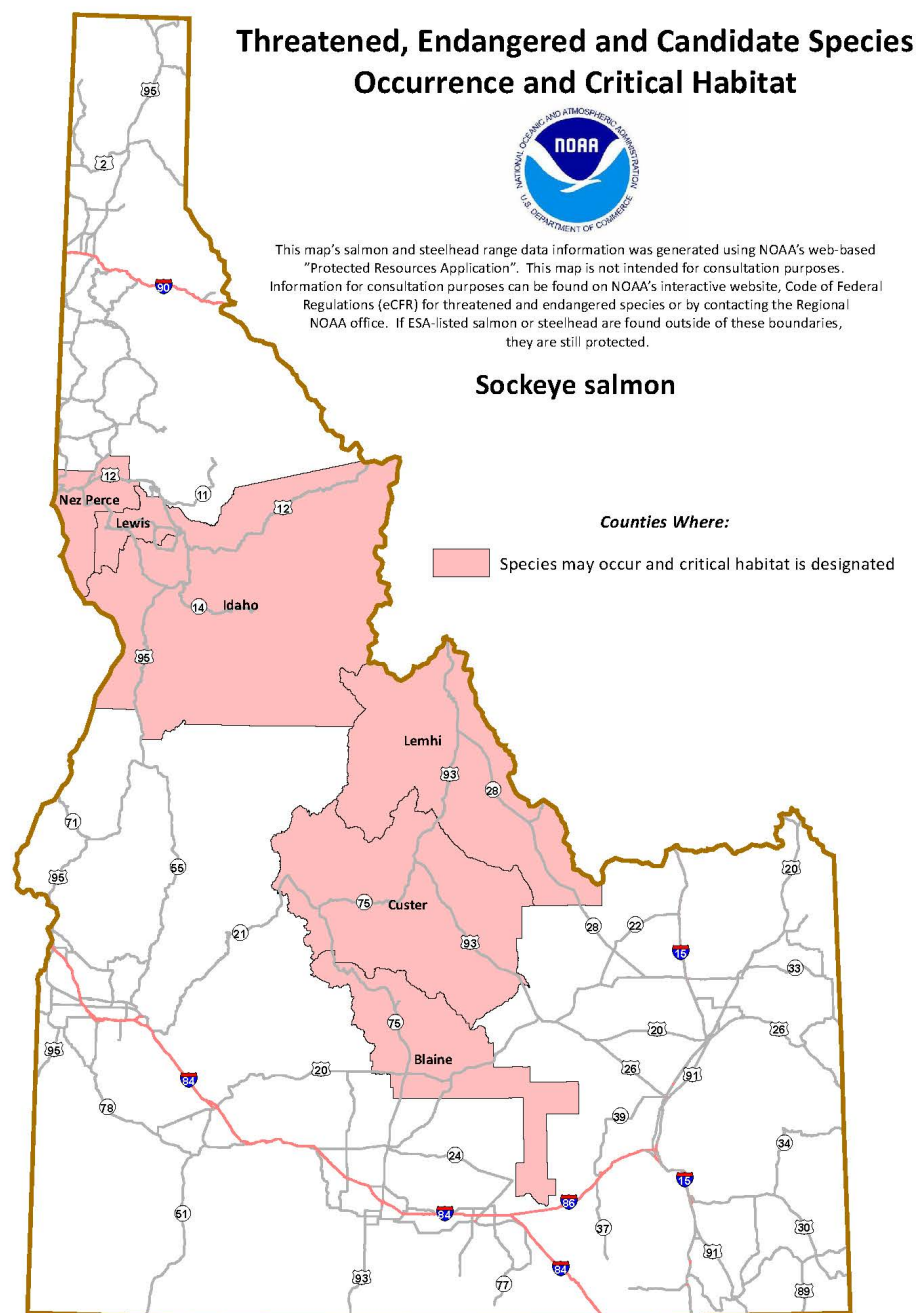 Threatened, Endangered and Candidate Species
Occurrence and Critical Habitat
NATIONAL OCEANIC AND ATMOSPHERIC ADMINISTRATION
NOAA
U.S. DEPARTMENT OF COMMERCE
This map's salmon and steelhead range data information was generated using NOAA's web-based
"Protected Resources Application". This map is not intended for consultation purposes.
Information for consultation purposes can be found on NOAA's interactive website, Code of Federal
Regulations (eCFR) for threatened and endangered species or by contacting the Regional
NOAA office. If ESA-listed salmon or steelhead are found outside of these boundaries,
they are still protected.
Sockeye salmon
Counties Where:
Species may occur and critical habitat is designated
95
2
90
12
Nez Perce
11
12
Lewis
14
Idaho
95
Lemhi
93
28
71
55
95
20
75
Custer
21
93
28
22
15
33
75
20
26
95
Blaine
20
26
91
84
78
39
24
34
15
86
51
84
37
30
91
93
77
84
89